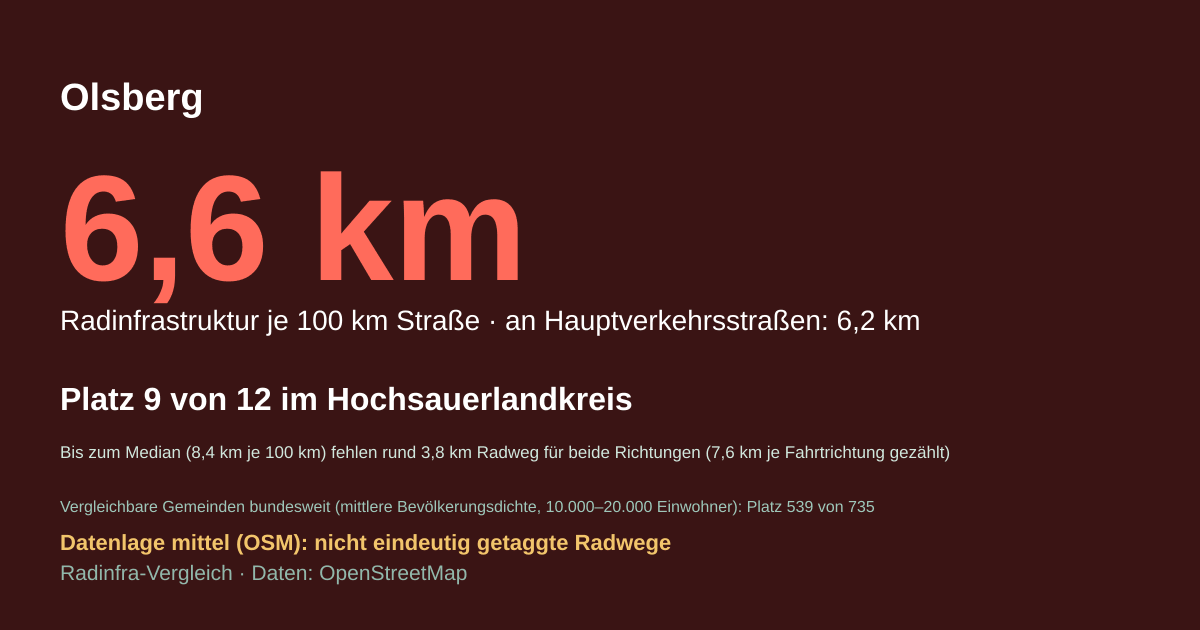 Olsberg
6,6 km
Radinfrastruktur je 100 km Straße · an Hauptverkehrsstraßen: 6,2 km
Platz 9 von 12 im Hochsauerlandkreis
Bis zum Median (8,4 km je 100 km) fehlen rund 3,8 km Radweg für beide Richtungen (7,6 km je Fahrtrichtung gezählt)
Vergleichbare Gemeinden bundesweit (mittlere Bevölkerungsdichte, 10.000–20.000 Einwohner): Platz 539 von 735
Datenlage mittel (OSM): nicht eindeutig getaggte Radwege
Radinfra-Vergleich · Daten: OpenStreetMap